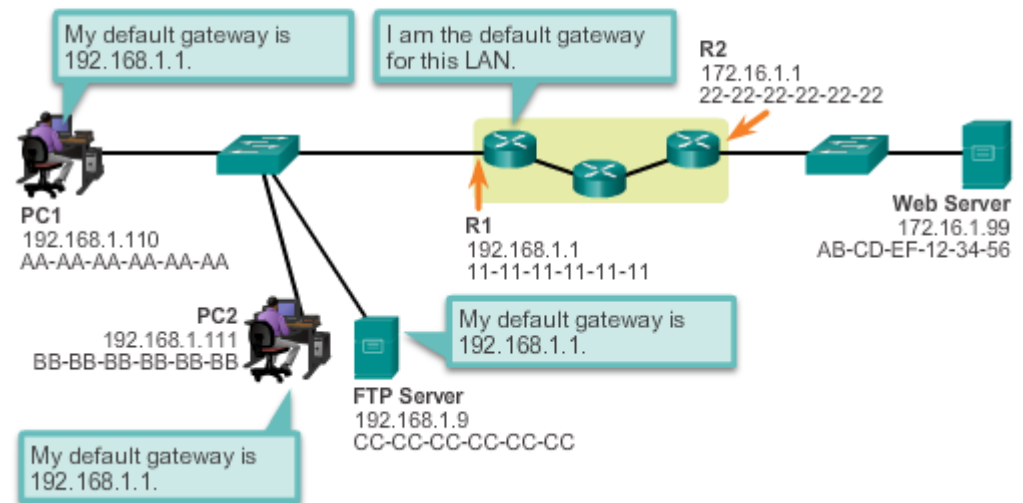 My default gateway is
192.168.1.1.
I am the default gateway
for this LAN.
R2
172.16.1.1
22-22-22-22-22-22
PC1
192.168.1.110
AA-AA-AA-AA-AA-AA
R1
192.168.1.1
11-11-11-11-11-11
Web Server
172.16.1.99
AB-CD-EF-12-34-56
PC2
192.168.1.111
BB-BB-BB-BB-BB-BB
My default gateway is
192.168.1.1.
FTP Server
192.168.1.9
CC-CC-CC-CC-CC-CC
My default gateway is
192.168.1.1.